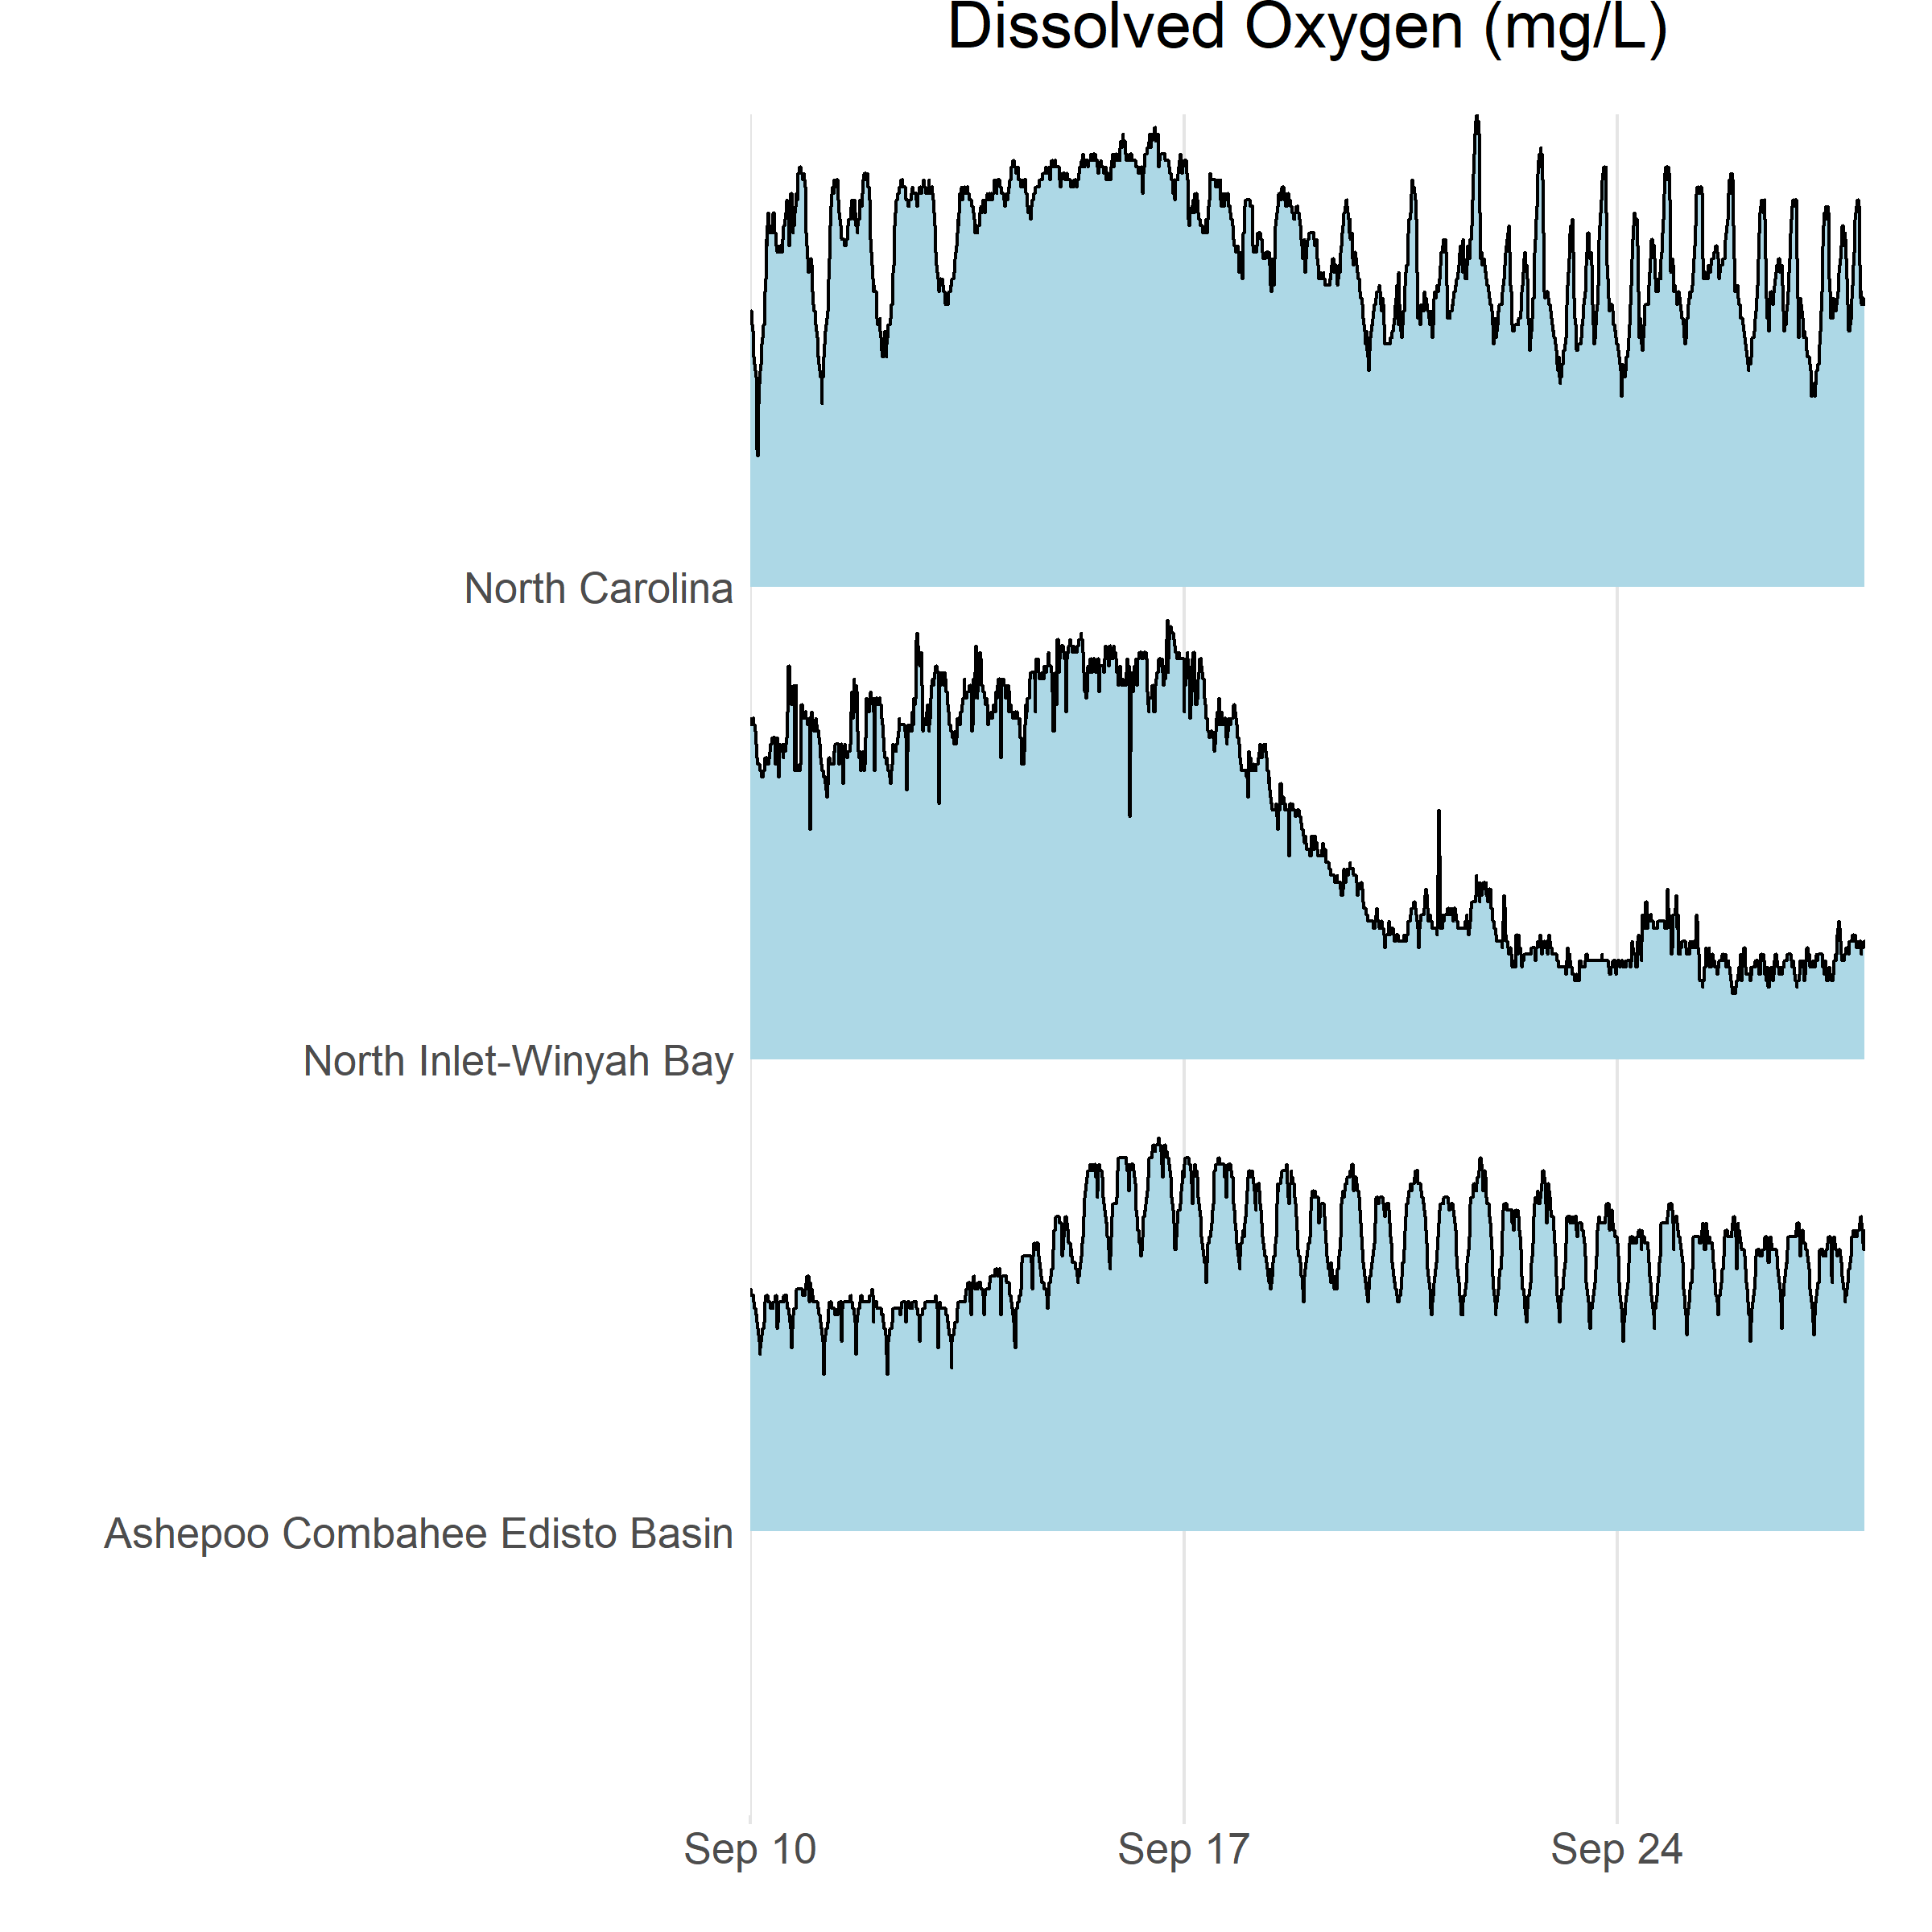 Dissolved Oxygen (mg/L)
North Carolina
North Inlet-Winyah Bay
Ashepoo Combahee Edisto Basin
Sep 10
Sep 17
Sep 24